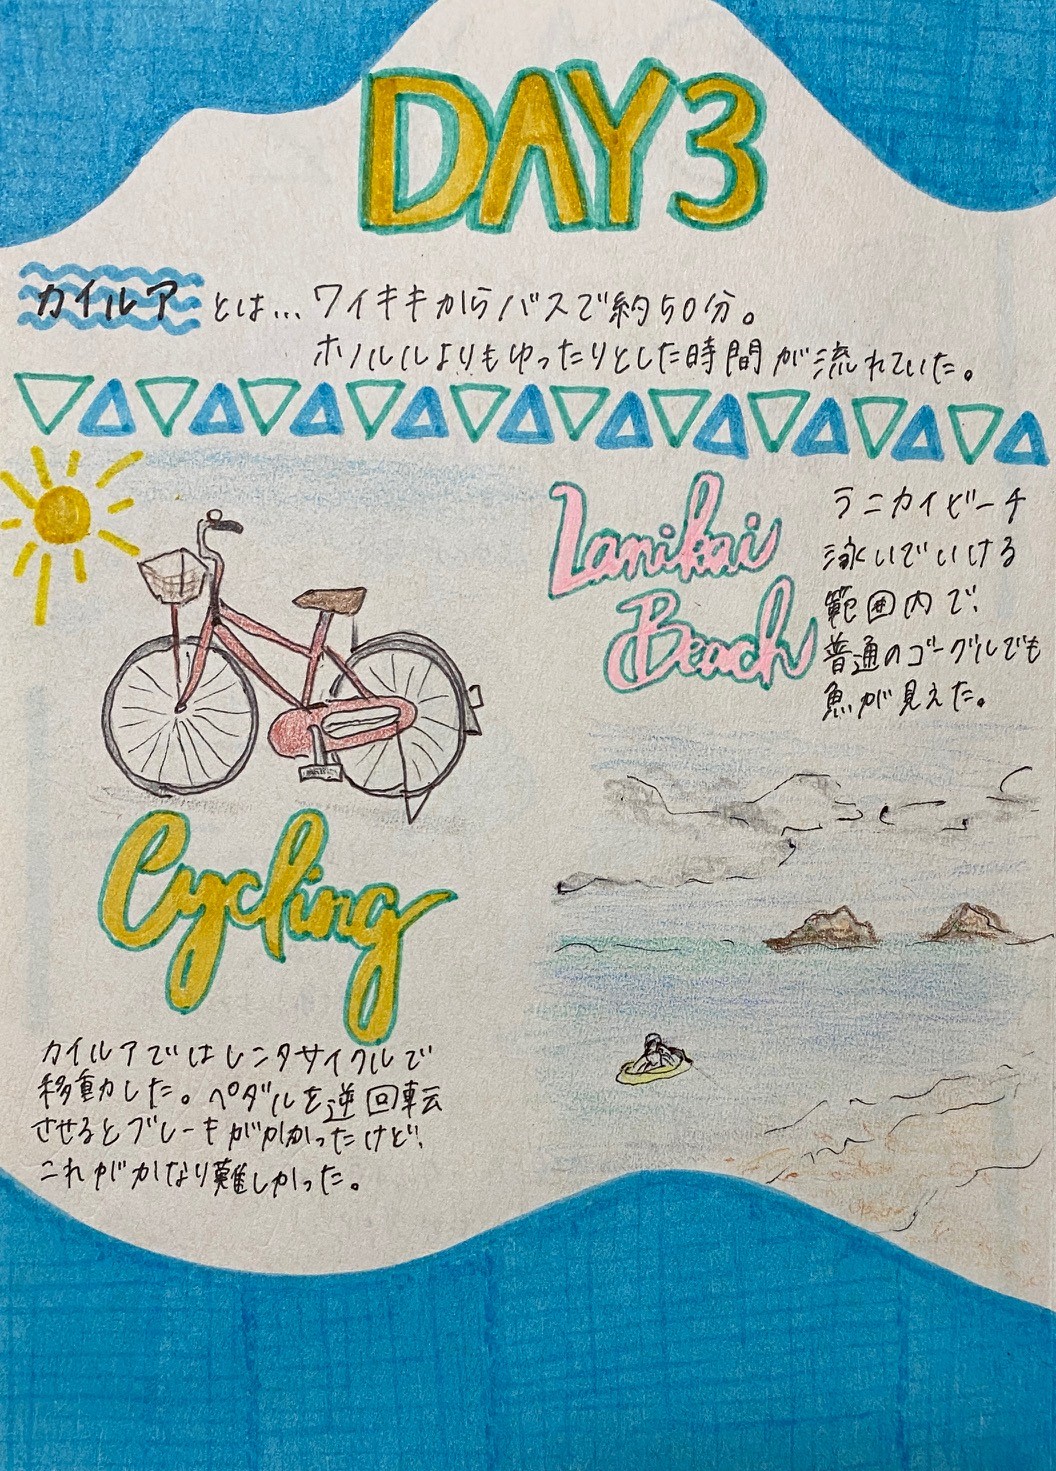 DAY3
カイルアとは...ワイキキからバスで約50分。
ホノルルよりもゆったりとした時間が流れていた。
Lanikai
Beach
ラニカイビーチ
泳いでいける
範囲内で、
普通のゴーグルでも
魚が見えた。
Cycling
カイルアではレンタサイクルで
移動した。ペダルを逆回転
させるとブレーキがかかったけど、
これがかなり難しかった。